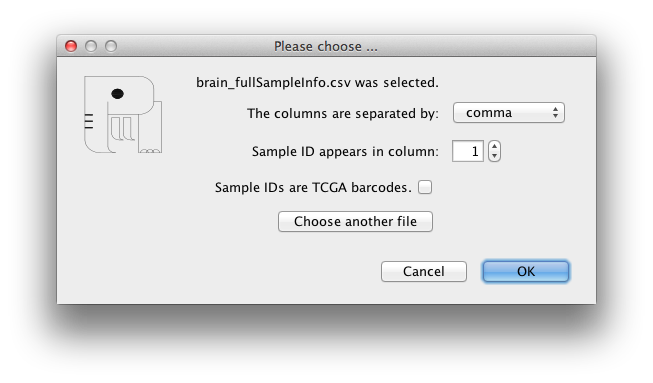 Please choose ...
brain_fullSampleInfo.csv was selected.
The columns are separated by: comma
Sample ID appears in column: 1
Sample IDs are TCGA barcodes.
Choose another file
Cancel OK